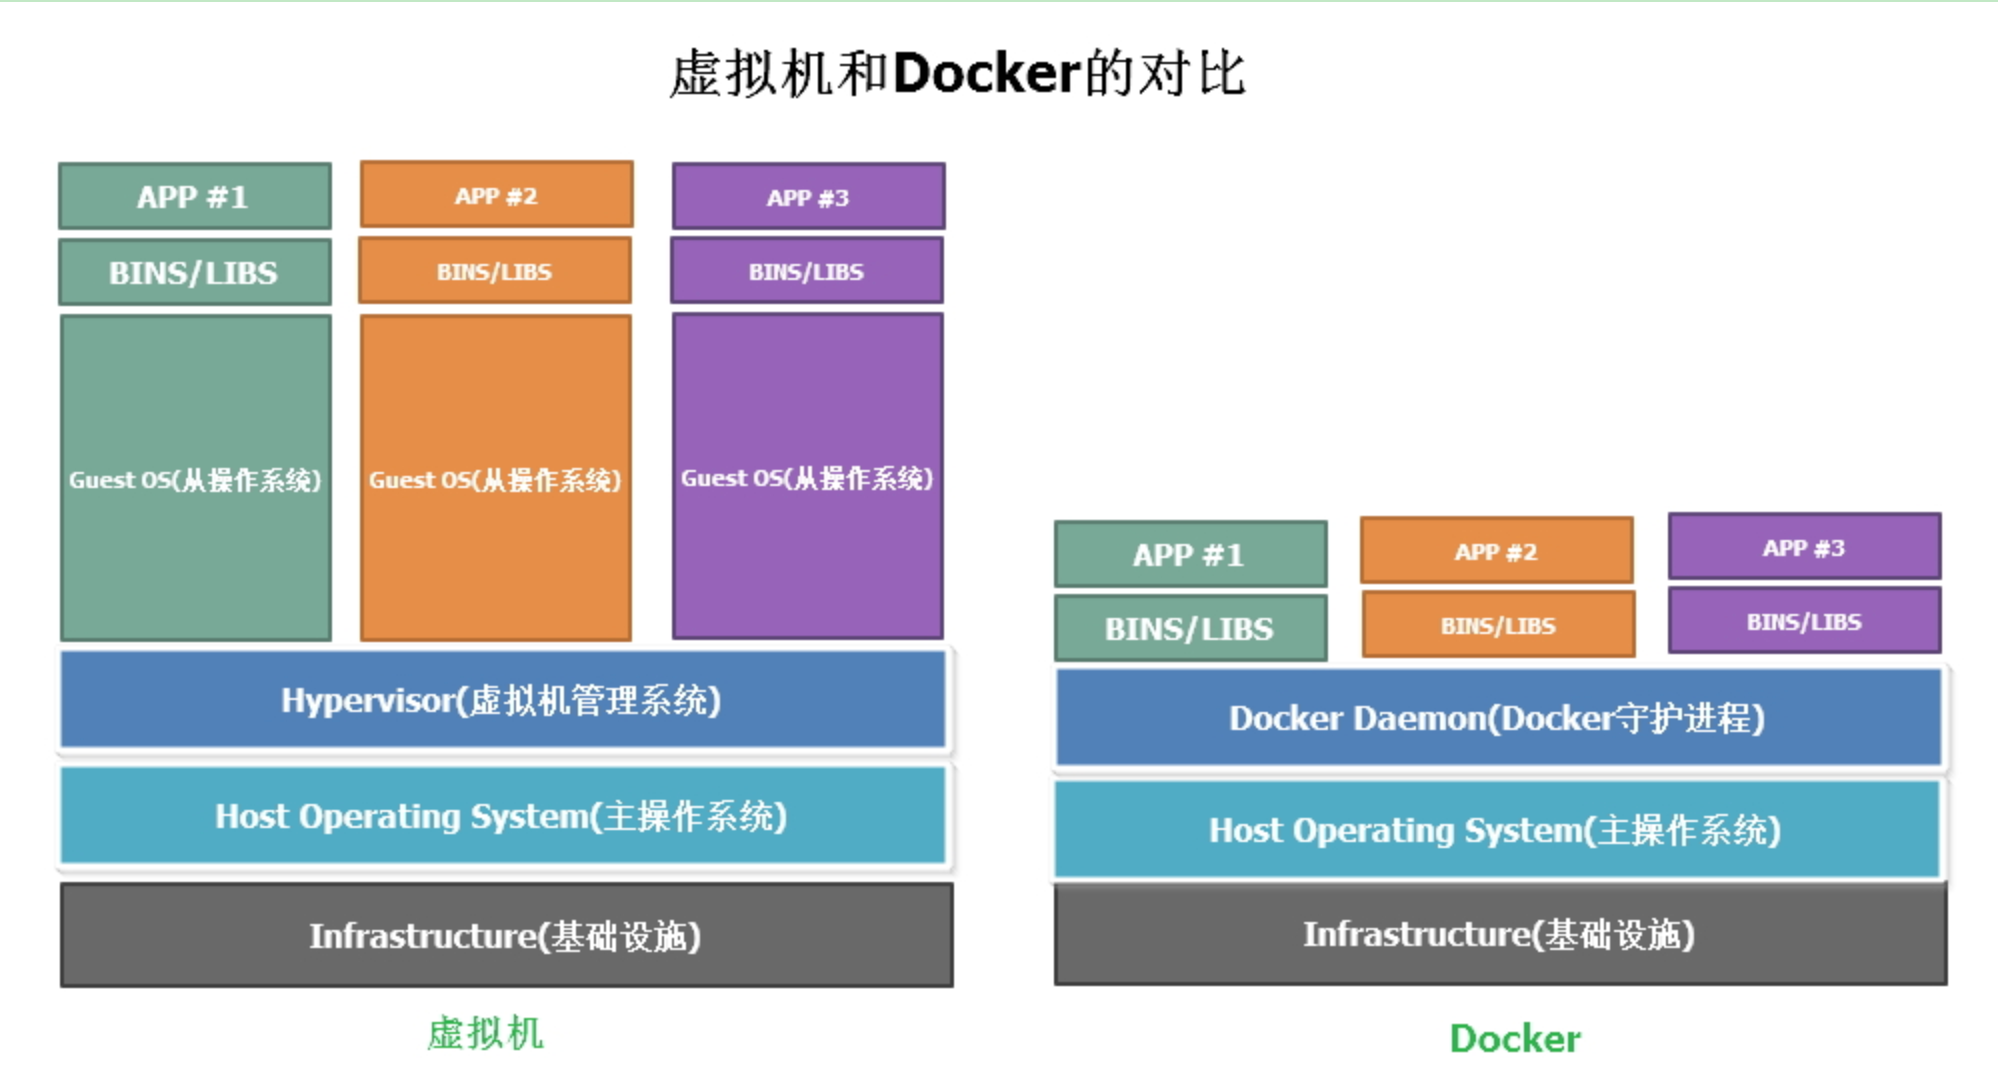 虚拟机和Docker的对比
APP #1
APP #2
APP #3
BINS/LIBS
BINS/LIBS
BINS/LIBS
Guest OS(从操作系统)
Guest OS(从操作系统)
Guest OS(从操作系统)
Hypervisor(虚拟机管理系统)
Host Operating System(主操作系统)
Infrastructure(基础设施)
虚拟机
APP #1
APP #2
APP #3
BINS/LIBS
BINS/LIBS
BINS/LIBS
Docker Daemon(Docker守护进程)
Host Operating System(主操作系统)
Infrastructure(基础设施)
Docker